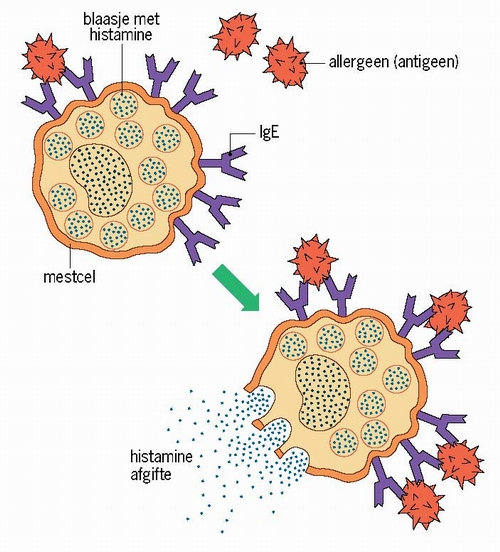 blaasje met
histamine
allergeen (antigeen)
IgE
mestcel
histamine
afgifte